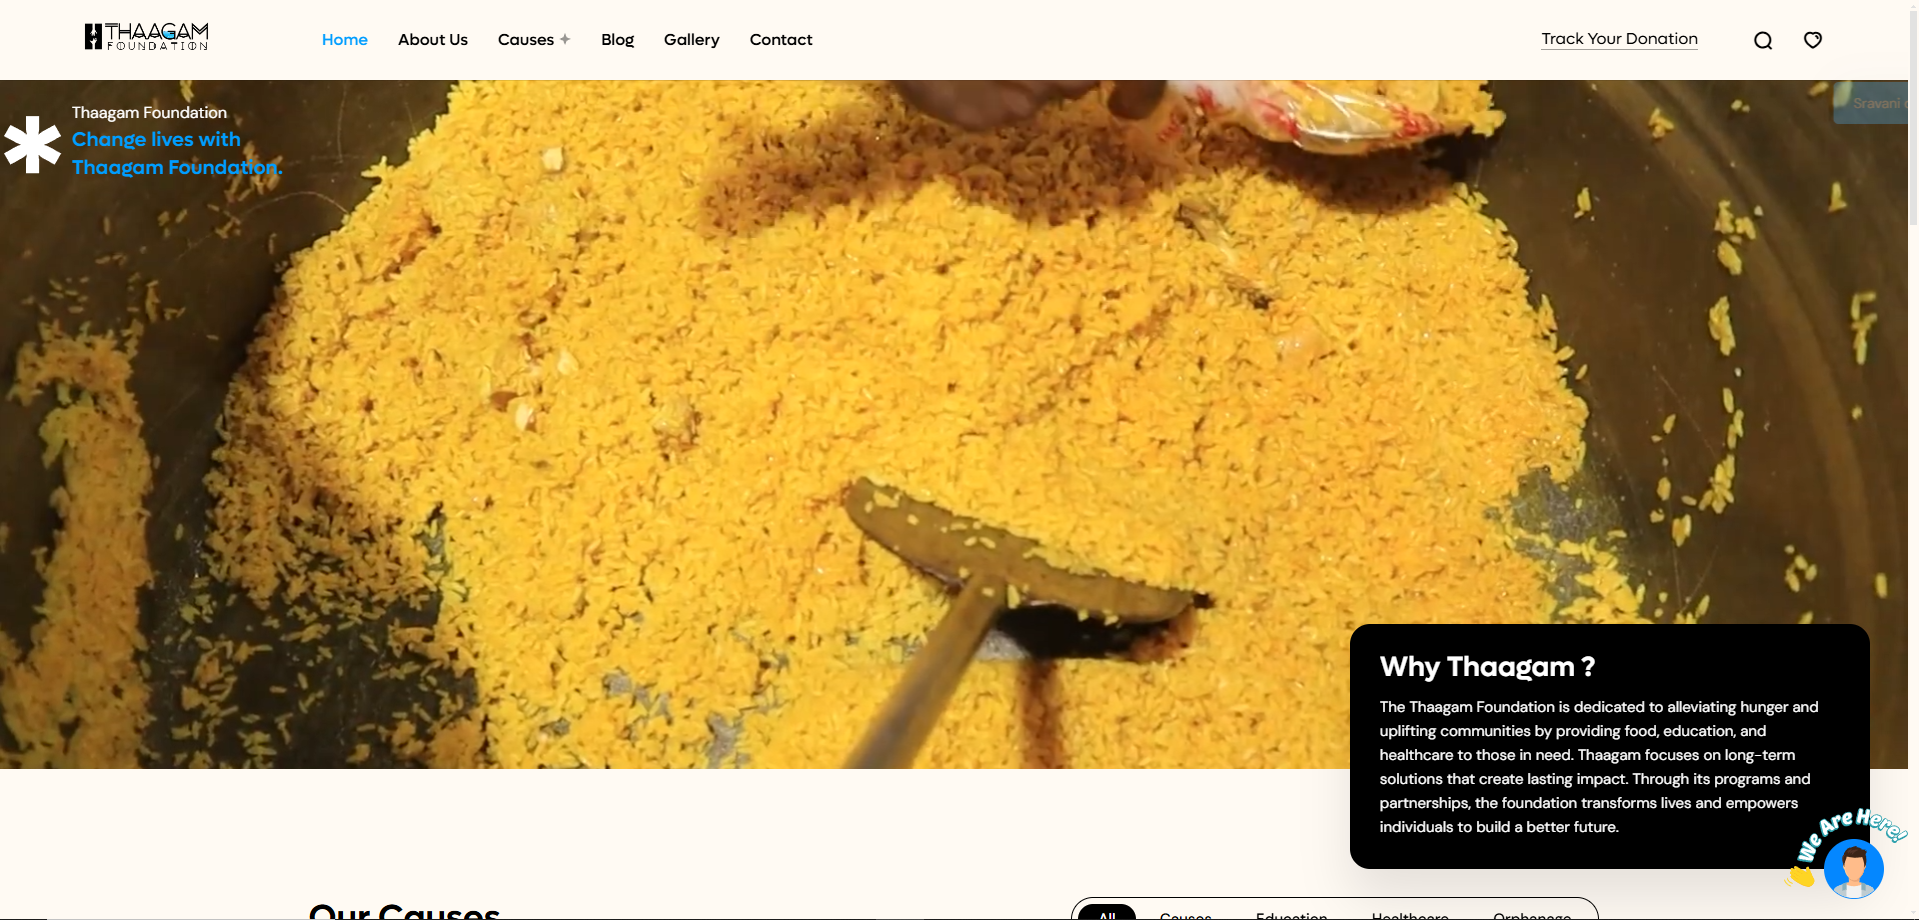 THAAGAM
FOUNDATION
Home
About Us
Causes
Blog
Gallery
Contact
Track Your Donation
Thaagam Foundation
Change lives with
Thaagam Foundation.
Sravani
Why Thaagam ?
The Thaagam Foundation is dedicated to alleviating hunger and
uplifting communities by providing food, education, and
healthcare to those in need. Thaagam focuses on long-term
solutions that create lasting impact. Through its programs and
partnerships, the foundation transforms lives and empowers
individuals to build a better future.
We Are Here!
Our Causes
All
Causes
Education
Healthcare
Orphanage